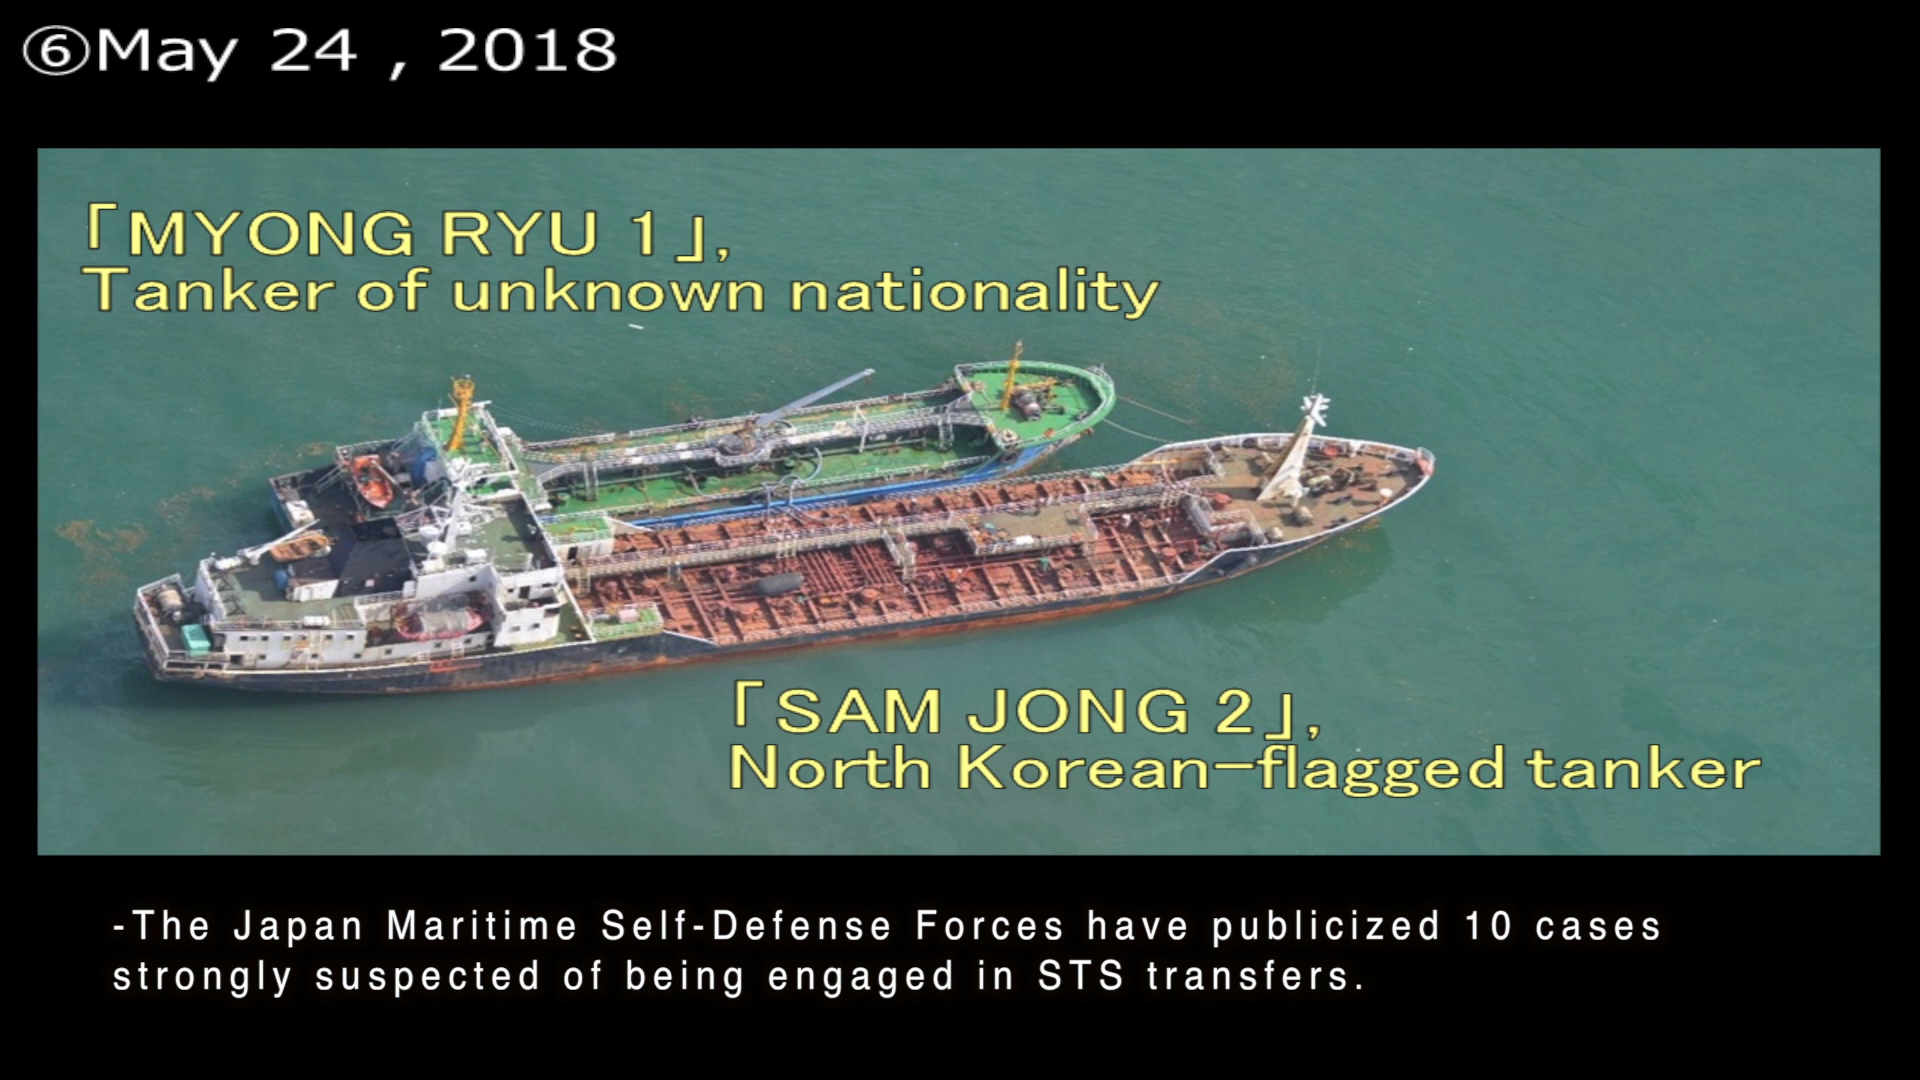 ⑥May 24 , 2018
「MYONG RYU 1」,
Tanker of unknown nationality
「SAM JONG 2」,
North Korean-flagged tanker
-The Japan Maritime Self-Defense Forces have publicized 10 cases
strongly suspected of being engaged in STS transfers.